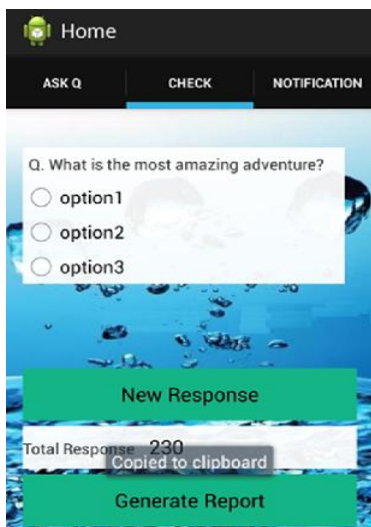 Home
ASK Q CHECK NOTIFICATION
Q. What is the most amazing adventure?
option1
option2
option3
New Response
Total Response 230
Copied to clipboard
Generate Report